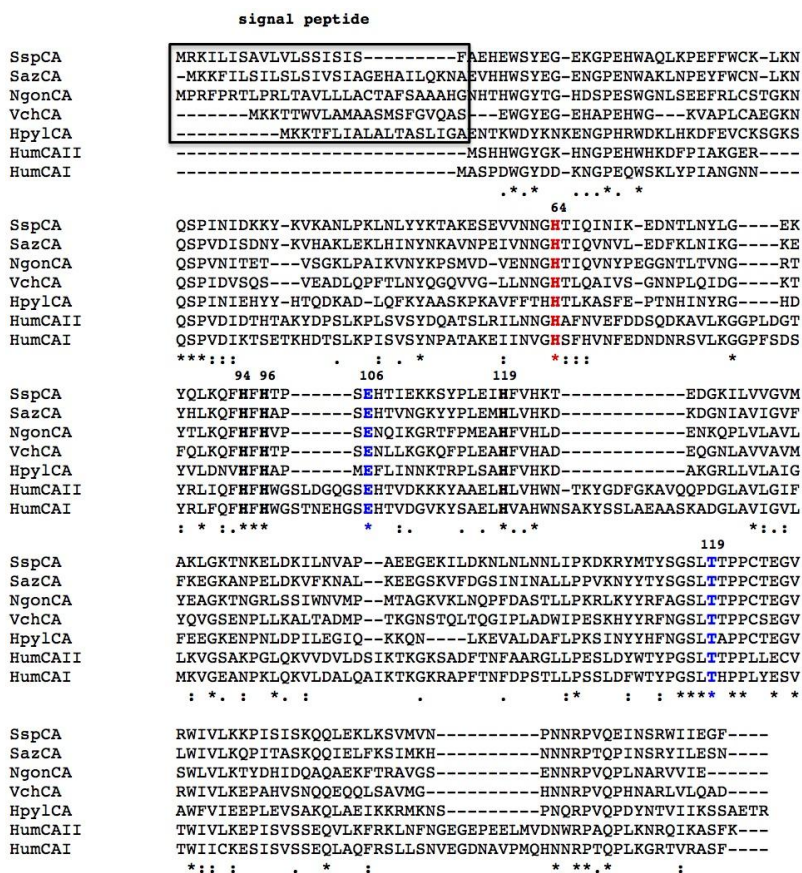 signal peptide
SspCA MRKILISAVLVLSSISIS---------FAEHEWSYEG-EKGPEHWAQLKPEFFWCK-LKN
SazCA -MKKFILSILSLSIVSIAGEHAILQKNAEVHHWSYEG-ENGPENWAKLNPEYFWCN-LKN
NgonCA MPRFPRTLPRLTAVLLLACTAFSAAAHGNHTHWGYTG-HDSPESWGNLSEEFRLCSTGKN
VchCA -------MKKTTWVLAMAASMSFGVQASEWSYEG-EHAPEHWG----KVAPLCAEGKN
HpylCA ----------MKKTFLIALALTASLIGAENTKWDYKNKENGPHRWDKLHKDFEVCKSGKS
HumCAII -----------------------------MSHHWGYGK-HNGPEHWHKDFPIAKGER---
HumCAI -----------------------------MASPDWGYDD-KNGPEQWSKLYPIANGNN---
.*.* ...*. *
64
SspCA QSPINIDKKY-KVKANLPKLNLYYKTAKESEVVNNGHTIQINIK-EDNTLNYLG----EK
SazCA QSPVDISDNY-KVHAKLEKLHINYNKAVNPEIVNNGHTIQVNVL-EDFKLNIKG----KE
NgonCA QSPVNITET---VSGKLPAIKVNYKPSMVD-VENNGHTIQVNYPEGGNTLTVNG----RT
VchCA QSPIDVSQS---VEADLQPFTLNYQGQVVG-LLNNGHTLQAIVS-GNNPLQIDG----KT
HpylCA QSPINIEHYY-HTQDKAD-LQFKYAASKPKAVFFTHHTLKASFE-PTNHINYRG----HD
HumCAII QSPVDIDTHTAKYDPSLKPLSVSYDQATSLRILNNGHAFNVEFDDSQDKAVLKGGPLDGT
HumCAI QSPVDIKTSETKHDTSLKPISVSYNPATAKEIINVGHSFHVNFEDNDNRSVLKGGPFSDS
***::: . : * : *::: *
94 96 106 119
SspCA YQLKQFHFHTP------SEHTIEKKSYPLEIHFVHKT--------EDGKILVVGVM
SazCA YHLKQFHFHAP------SEHTVNGKYYPLEMHLVHKD--------KDGNIAVIGVF
NgonCA YTLKQFHFHVP------SENQIKGRTFPMEAHFVHLD--------ENKQPLVLAVL
VchCA FQLKQFHFHTP------SENLLKGKQFPLEAHFVHAD--------EQGNLAVVAVM
HpylCA YVLDNVHFHAP------MEFLINNKTRPLSAHFVHKD--------AKGRLLVLAIG
HumCAII YRLIQFHFHWGSLDGQGSEHTVDKKKYAAELHLVHWN-TKYGDFGKAVQQPDGLAVLGIF
HumCAI YRLFQFHFHWGSTNEHGSEHTVDGVKYSAELHVAHWNSAKYSSLAEAASKADGLAVIGVL
: * .*** * :. . .*..* *:.:
119
SspCA AKLGKTNKELDKILNVAP--AEEGEKILDKNLNLNNLIPKDKRYMTYSGSLTTPPCTEGV
SazCA FKEGKANPELDKVFKNAL--KEEGSKVFDGSININALNPPVKNYYTYSGSLTTPPCTEGV
NgonCA YEAGKTNGRLSSIWNVMP--MTAGKVKLNQPFDASTLLPKRLKYYRFAGSLTTPPCTEGV
VchCA YQVGSENPLLKALTADMP--TKGNSTQLTQGIPLADWIPESKHYYRFNGSLTTPPCSEGV
HpylCA FEEGKENPNLDPILEGIQ--KKQN---LKEVALDAFLPKSINYYHFNGSLTAPPCSEGV
HumCAII LKVGSAKPGLQKVVDVLDSIKTKGKSADFTNFAARGLLPESLDYWTYPGSLTTPPLLECV
HumCAI MKVGEANPKLQKVLDALQAIKTKGKRAPFTNFDPSTLLPSSLDFWTYPGSLTHPPLYESV
: *. : *. : . . :* : : **** ** * *
SspCA RWIVLKKPISISKQQLEKLKSVMVN----------PNNRPVQEINSRWIIEGF----
SazCA LWIVLKQPITASKQQIELFKSIMKH----------NNNRPTQPINSRYILESN----
NgonCA SWLVLKTYDHIDQAQAEKFTRAVGS----------ENNRPVQPLNARVVIE------
VchCA RWIVLKEPAHVSNQQEQQLSAVMG-----------HNNRPVQPHNARLVLQAD----
HpylCA AWFVIEEPLEVSAKQLAEIKKRMKNS---------PNQRPVQPDYNTVIIKSSAETR
HumCAII TWIVLKEPISVSSEQVLKFRKLNFNGEGEPEELMVDNWRPAQPLKNRQIKASFK---
HumCAI TWIICKESISVSSEQLAQFRSLLSNVEGDNAVPMQHNNRPTQPLKGRTVRASF----
*:: : . * : * **.* :